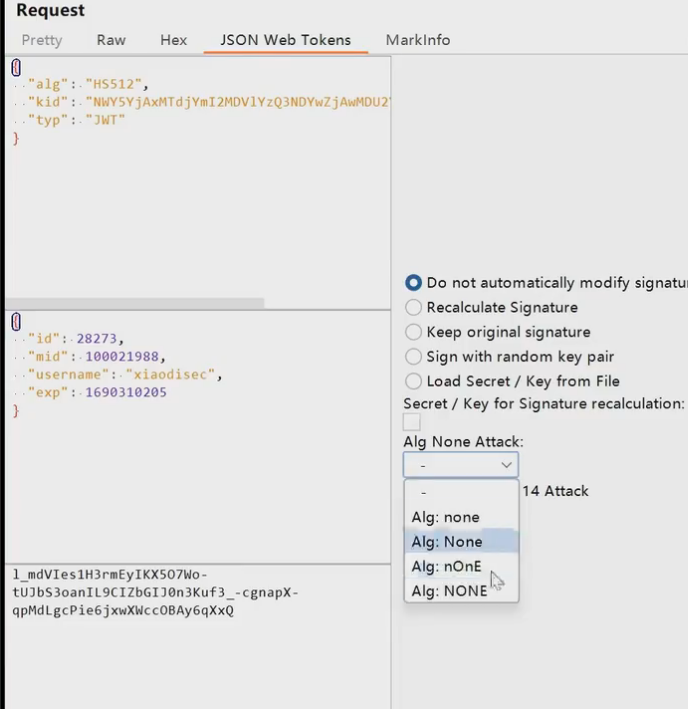 Request
Pretty Raw Hex JSON Web Tokens MarkInfo
{
"alg": "HS512",
"kid": "NWY5YjAxMTdjYmI2MDVlYzQ3NDYwZjAwMDU2
"typ": "JWT"
}
Do not automatically modify signatur
Recalculate Signature
Keep original signature
Sign with random key pair
Load Secret / Key from File
Secret / Key for Signature recalculation:
Alg None Attack:
-
-
14 Attack
Alg: none
Alg: None
Alg: nOnE
Alg: NONE
{
"id": 28273,
"mid": 100021988,
"username": "xiaodisec",
"exp": 1690310205
}
l_mdVIes1H3rmEyIKX5O7Wo-
tUJbS3oanIL9CIZbGIJ0n3Kuf3_-cgnapX-
qpMdLgcPie6jxwXWccOBAy6qXxQ